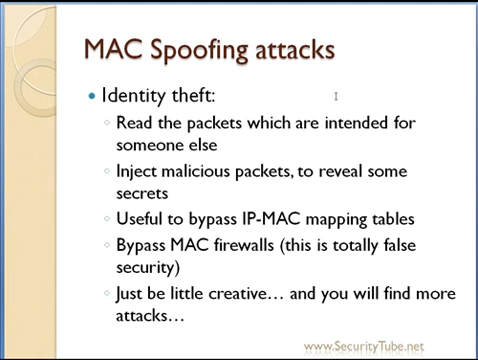 MAC Spoofing attacks
Identity theft:
Read the packets which are intended for
someone else
Inject malicious packets, to reveal some
secrets
Useful to bypass IP-MAC mapping tables
Bypass MAC firewalls (this is totally false
security)
Just be little creative… and you will find more
attacks…
www.SecurityTube.net